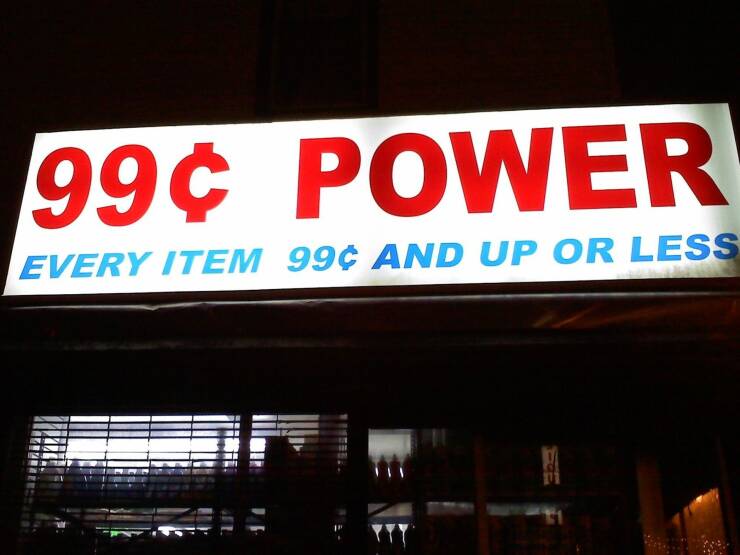 99¢ POWER
EVERY ITEM 99¢ AND UP OR LESS